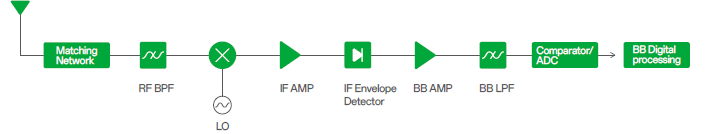 Matching
Network
RF BPF
LO
IF AMP
IF Envelope
Detector
BB AMP
BB LPF
Comparator/
ADC
BB Digital
processing